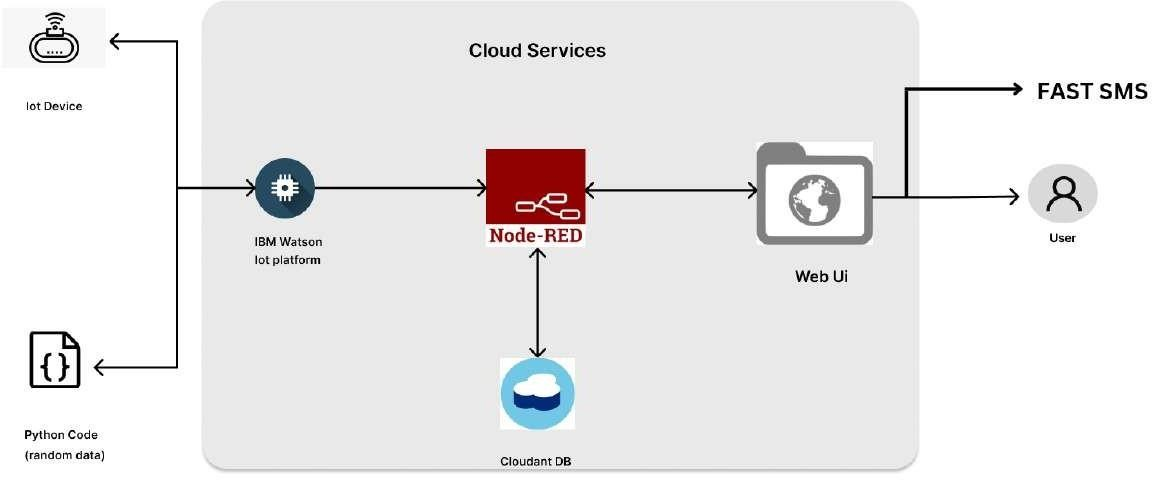 Cloud Services
Iot Device
FAST SMS
IBM Watson
Iot platform
Node-RED
User
Web Ui
Python Code
(random data)
Cloudant DB